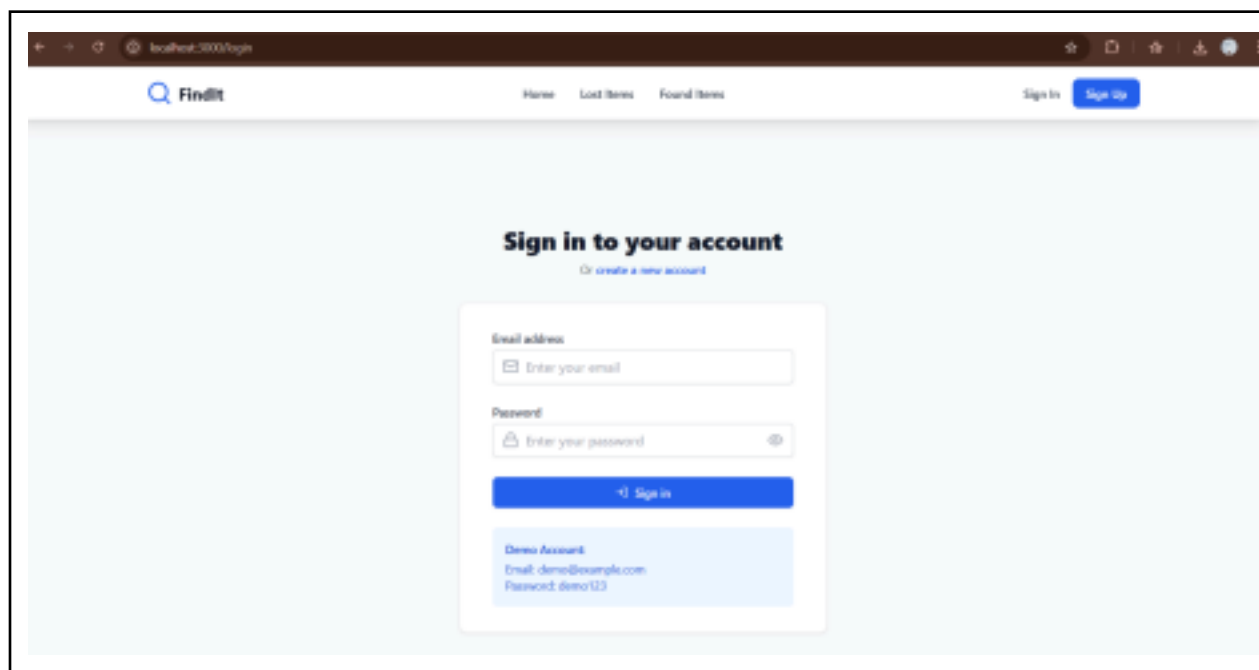 localhost:3000/login
FindIt Home Lost Items Found Items Sign In Sign Up
Sign in to your account
Or create a new account
Email address
Enter your email
Password
Enter your password
Sign in
Demo Account
Email: demo@example.com
Password: demo123